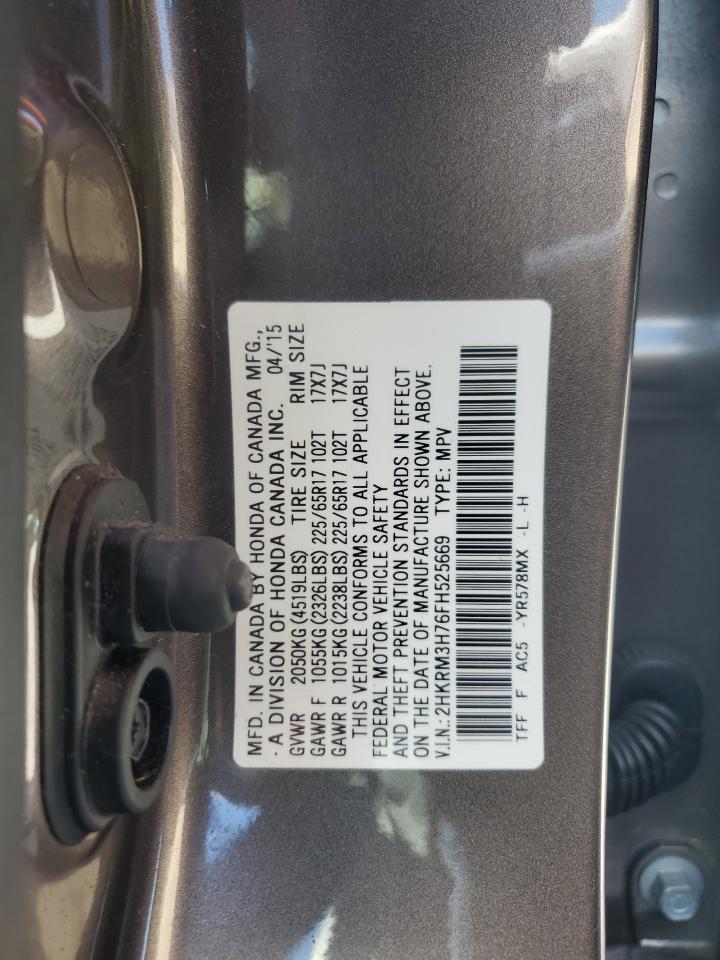 MFD. IN CANADA BY HONDA OF CANADA MFG.,
· A DIVISION OF HONDA CANADA INC. 04/'15
GVWR 2050KG(4519LBS) TIRE SIZE RIM SIZE
GAWR F 1055KG(2326LBS) 225/65R17 102T 17X7J
GAWR R 1015KG(2238LBS) 225/65R17 102T 17X7J
THIS VEHICLE CONFORMS TO ALL APPLICABLE
FEDERAL MOTOR VEHICLE SAFETY
AND THEFT PREVENTION STANDARDS IN EFFECT
ON THE DATE OF MANUFACTURE SHOWN ABOVE.
V.I.N.: 2HKRM3H76FH525669 TYPE: MPV
TFF F AC5 -YR578MX -L -H